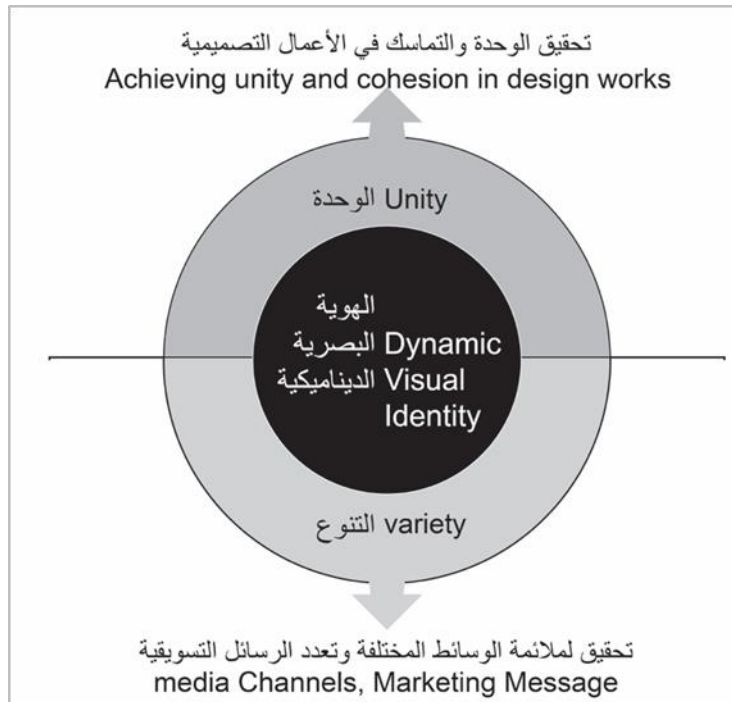 تحقيق الوحدة والتماسك في الأعمال التصميمية
Achieving unity and cohesion in design works
الوحدة Unity
الهوية
البصرية Dynamic
الديناميكية Visual
Identity
التنوع variety
تحقيق لملائمة الوسائط المختلفة وتعدد الرسائل التسويقية
media Channels, Marketing Message